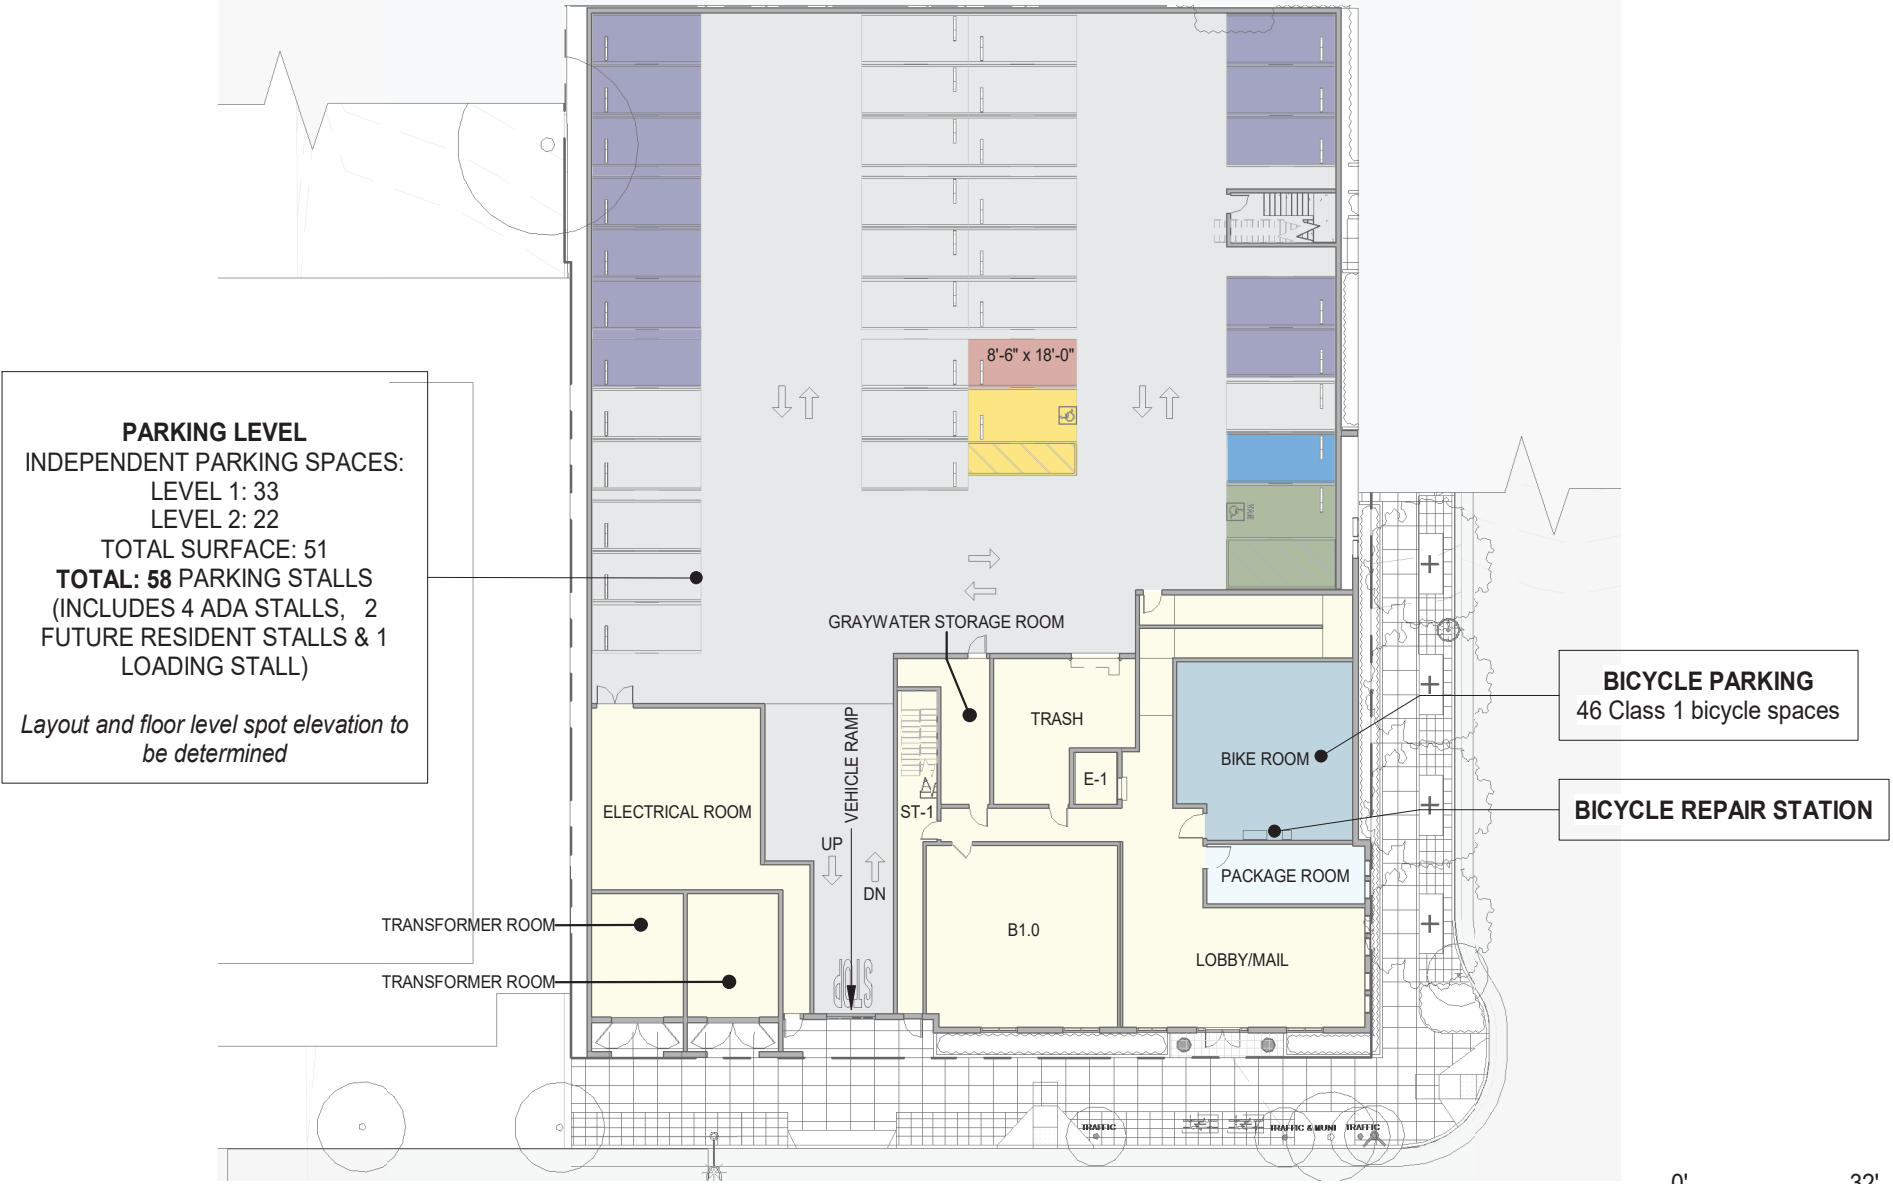 8'-6" x 18'-0"
PARKING LEVEL
INDEPENDENT PARKING SPACES:
LEVEL 1: 33
LEVEL 2: 22
TOTAL SURFACE: 51
TOTAL: 58 PARKING STALLS
(INCLUDES 4 ADA STALLS, 2
FUTURE RESIDENT STALLS & 1
LOADING STALL)
Layout and floor level spot elevation to
be determined
GRAYWATER STORAGE ROOM
BICYCLE PARKING
46 Class 1 bicycle spaces
TRASH
VEHICLE RAMP
BIKE ROOM
E-1
ELECTRICAL ROOM
ST-1
BICYCLE REPAIR STATION
UP
DN
PACKAGE ROOM
TRANSFORMER ROOM
B1.0
LOBBY/MAIL
TRANSFORMER ROOM
STOP
TRAFFIC
TRAFFIC & MUNI
TRAFFIC
0'
32'